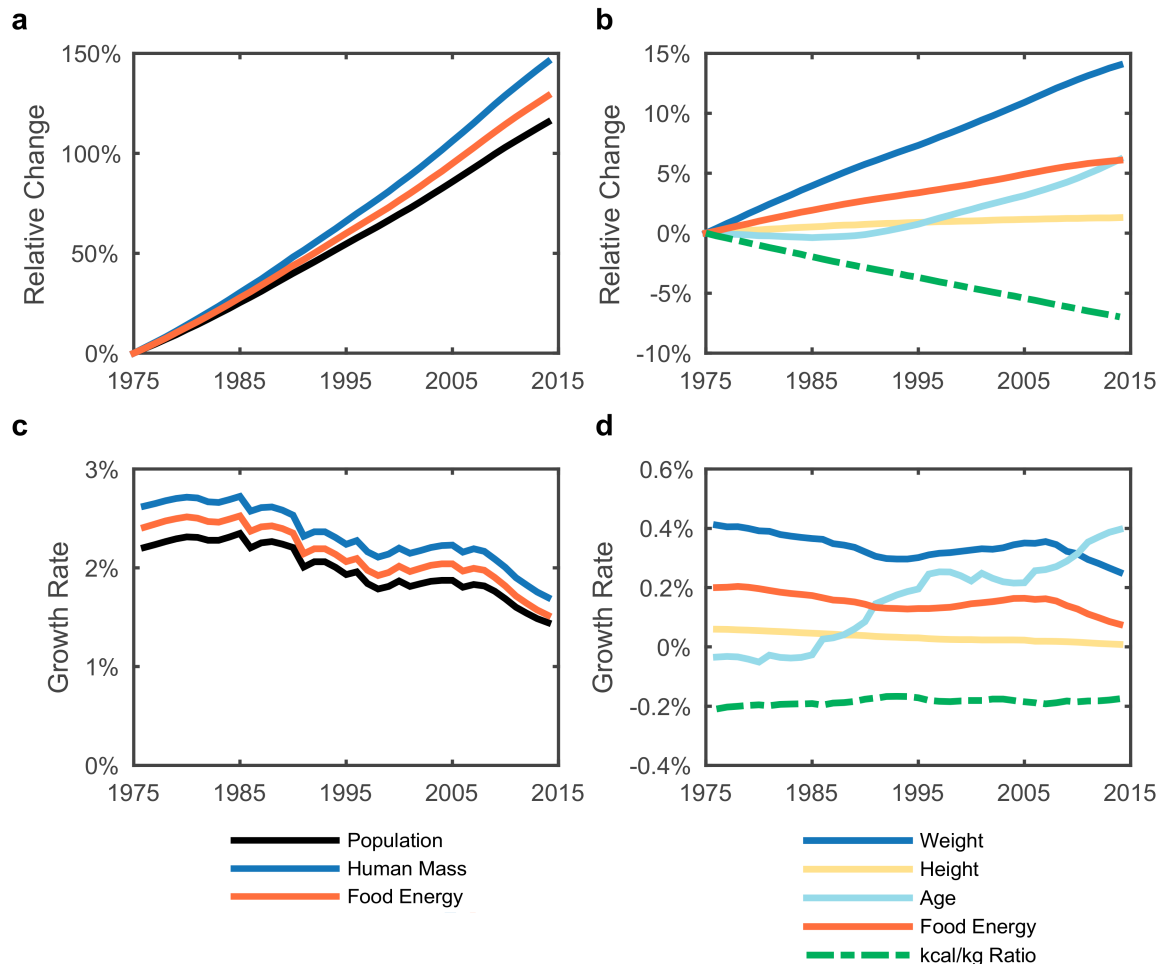 a
150%
100%
50%
0%
Relative Change
1975 1985 1995 2005 2015
b
15%
10%
5%
0%
-5%
-10%
Relative Change
1975 1985 1995 2005 2015
c
3%
2%
1%
0%
Growth Rate
1975 1985 1995 2005 2015
d
0.6%
0.4%
0.2%
0%
-0.2%
-0.4%
Growth Rate
1975 1985 1995 2005 2015
Population
Human Mass
Food Energy
Weight
Height
Age
Food Energy
kcal/kg Ratio